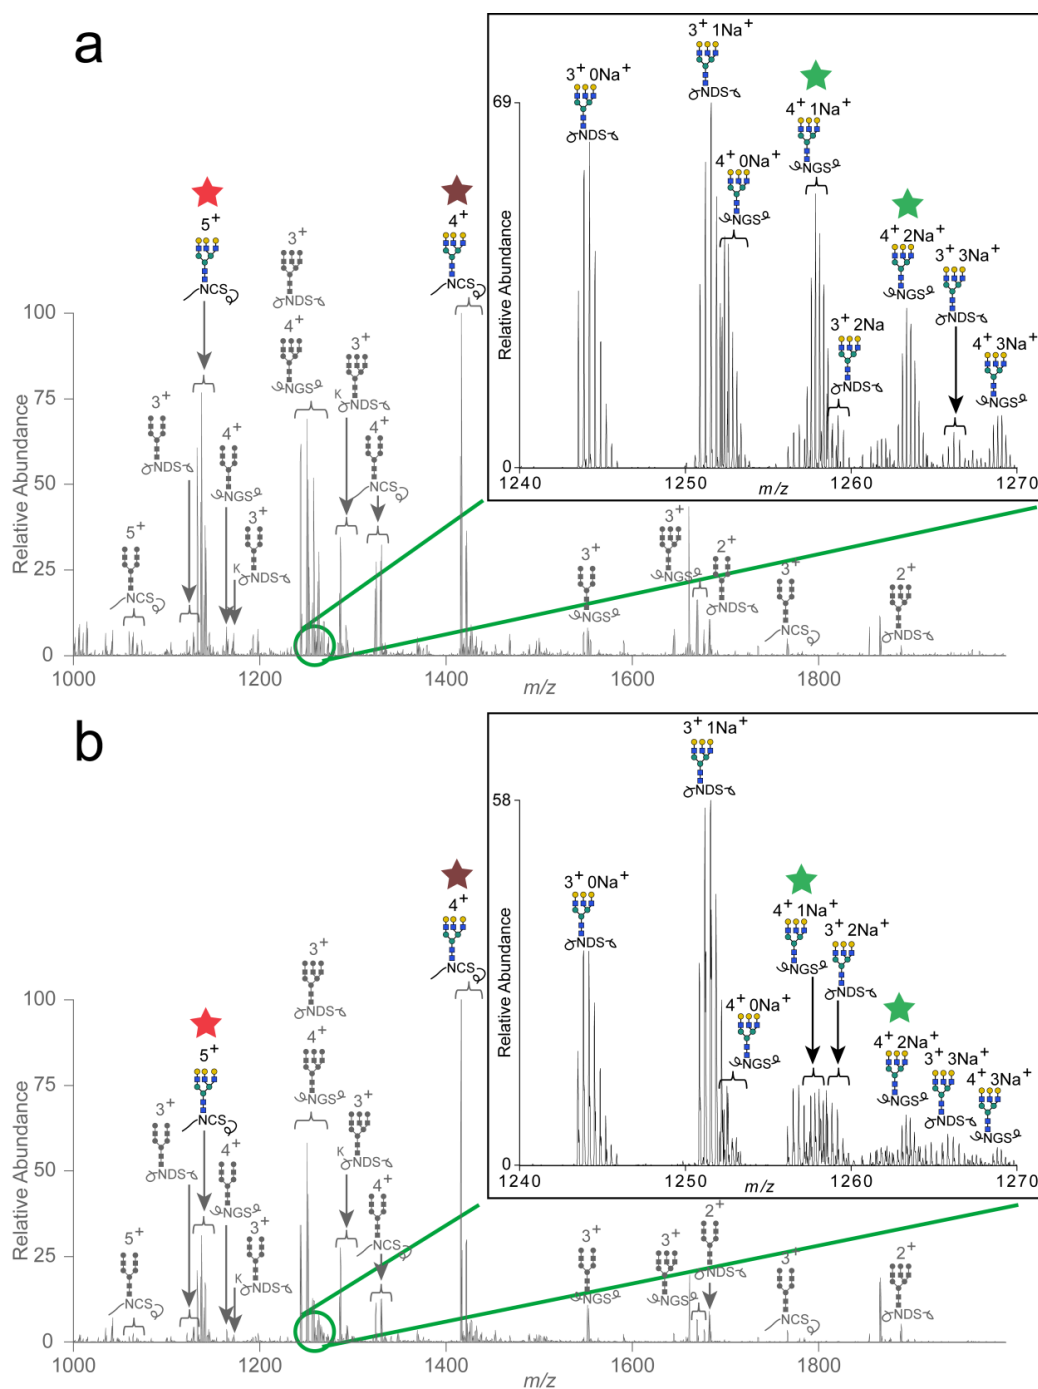 a
3+ 0Na+
NDS
3+ 1Na+
NDS
4+ 0Na+
NGS
4+ 1Na+
NGS
4+ 2Na+
NGS
3+ 2Na
NDS
3+ 3Na+
NDS
4+ 3Na+
NGS
69
0
Relative Abundance
1240 1250 1260 1270
m/z
5+
NCS
4+
NCS
3+
NDS
4+
NGS
3+
K NDS
4+
NCS
3+
NDS
4+
NGS
5+
NCS
3+
K NDS
3+
NGS
3+
NGS
2+
NDS
3+
NCS
2+
NDS
100
75
50
25
0
Relative Abundance
1000 1200 1400 1600 1800
m/z
b
3+ 1Na+
NDS
3+ 0Na+
NDS
4+ 0Na+
NGS
4+ 1Na+
NGS
3+ 2Na+
NDS
4+ 2Na+
NGS
3+ 3Na+
NDS
4+ 3Na+
NGS
58
0
Relative Abundance
1240 1250 1260 1270
m/z
4+
NCS
5+
NCS
3+
NDS
4+
NGS
3+
NDS
4+
NGS
3+
K NDS
4+
NCS
5+
NCS
3+
K NDS
3+
NGS
3+
NGS
2+
NDS
3+
NCS
2+
NDS
100
75
50
25
0
Relative Abundance
1000 1200 1400 1600 1800
m/z